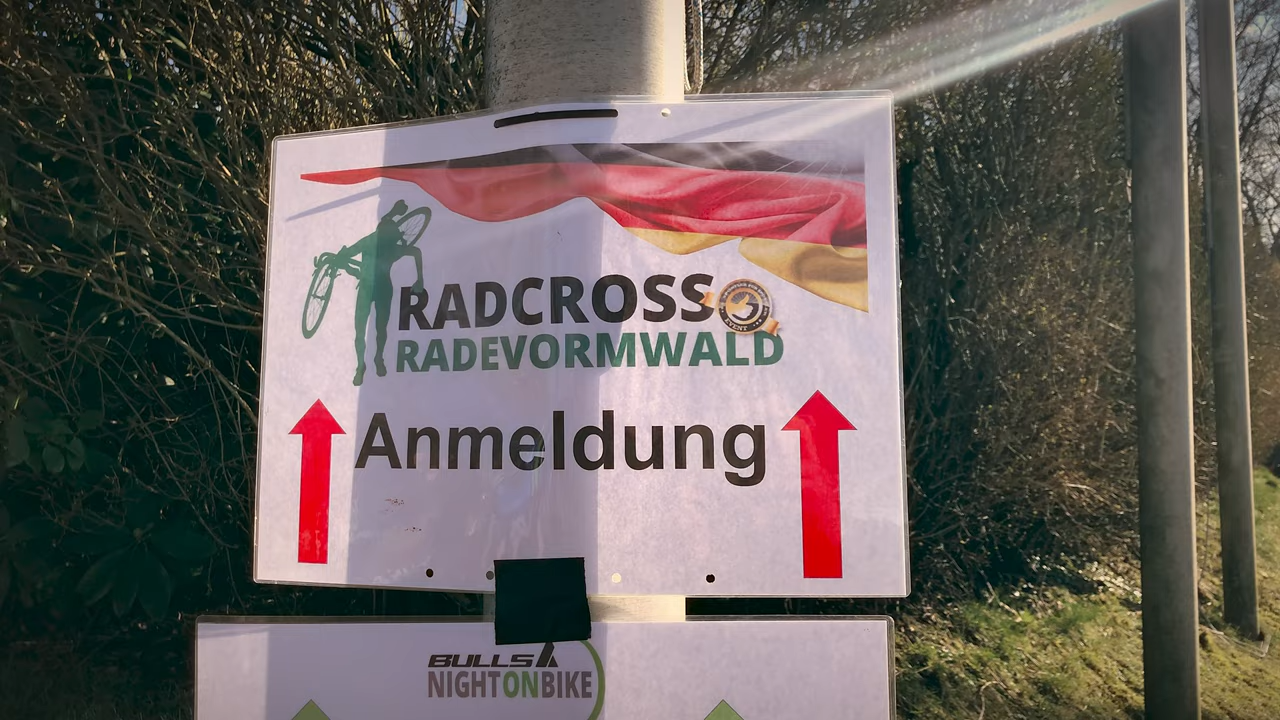 RADCROSS
RADEVORMWALD
Anmeldung
BULLS
NIGHTONBIKE